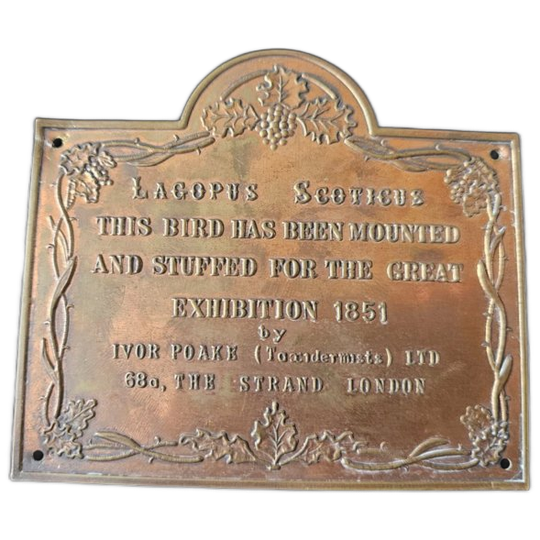 LAGOPUS SCOTICUS
THIS BIRD HAS BEEN MOUNTED
AND STUFFED FOR THE GREAT
EXHIBITION 1851
by
IVOR POAKE (Taxidermists) LTD
68a, THE STRAND LONDON